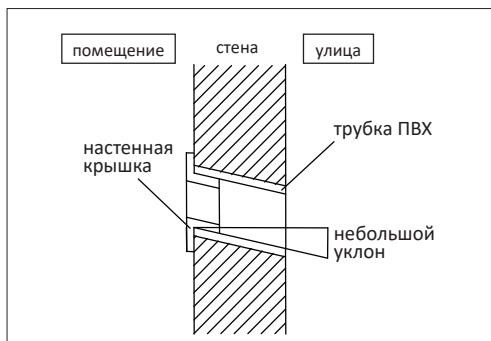 помещение
стена
улица
трубка ПВХ
настенная
крышка
небольшой
уклон